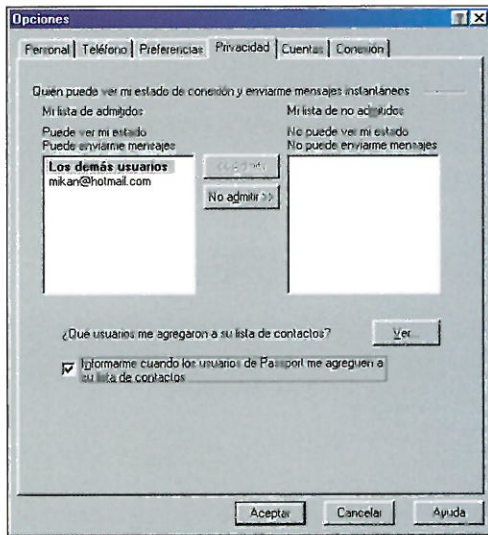 Opciones
Personal Teléfono Preferencias Privacidad Cuentas Conexión
Quién puede ver mi estado de conexión y enviarme mensajes instantáneos
Mi lista de admitidos
Puede ver mi estado
Puede enviarme mensajes
Los demás usuarios
mikan@hotmail.com
No admitir >>
Mi lista de no admitidos
No puede ver mi estado
No puede enviarme mensajes
¿Qué usuarios me agregaron a su lista de contactos?
Ver...
Informarme cuando los usuarios de Passport me agreguen a
su lista de contactos
Aceptar Cancelar Ayuda